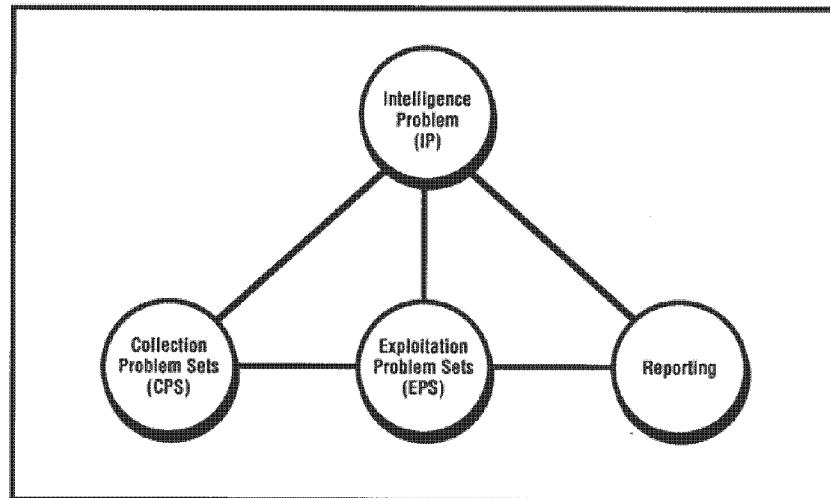 Intelligence
Problem
(IP)
Collection
Problem Sets
(CPS)
Exploitation
Problem Sets
(EPS)
Reporting